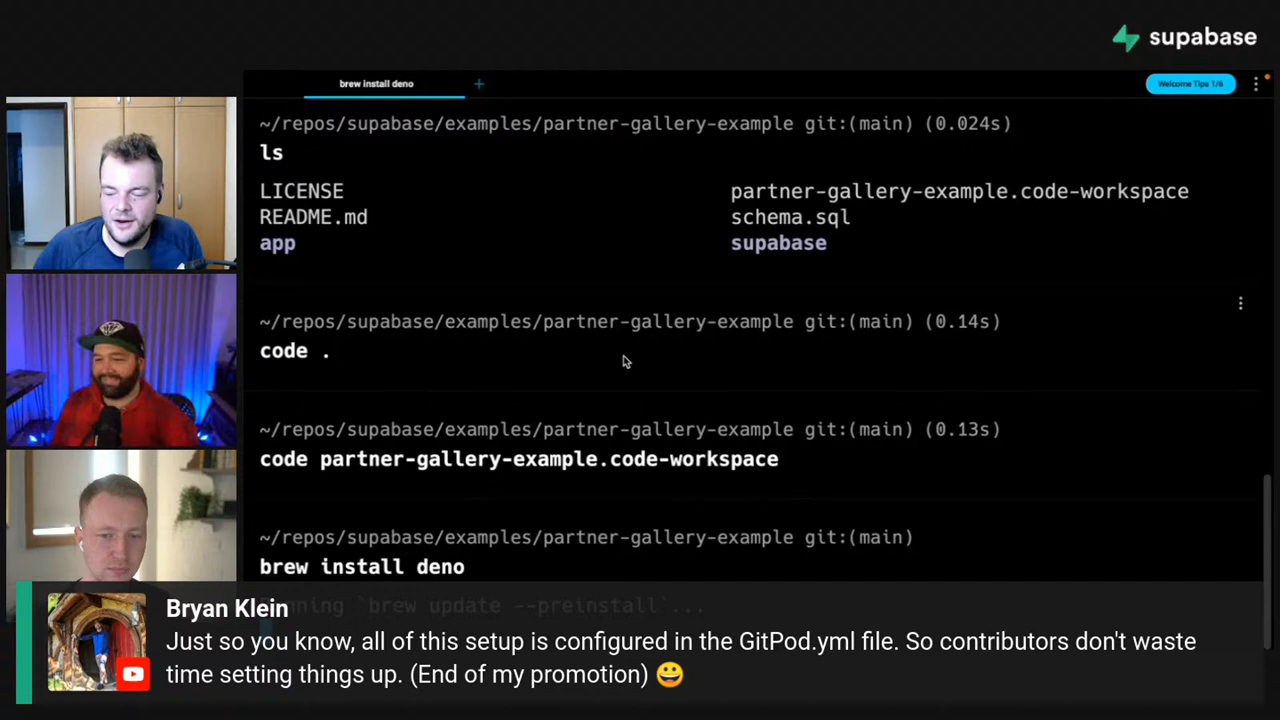 supabase
brew install deno
+
Welcome Tips 1/6
~/repos/supabase/examples/partner-gallery-example git:(main) (0.024s)
ls
LICENSE partner-gallery-example.code-workspace
README.md schema.sql
app supabase
~/repos/supabase/examples/partner-gallery-example git:(main) (0.14s)
code .
~/repos/supabase/examples/partner-gallery-example git:(main) (0.13s)
code partner-gallery-example.code-workspace
~/repos/supabase/examples/partner-gallery-example git:(main)
brew install deno
Running `brew update --preinstall`...
Bryan Klein
Just so you know, all of this setup is configured in the GitPod.yml file. So contributors don't waste
time setting things up. (End of my promotion) 😀